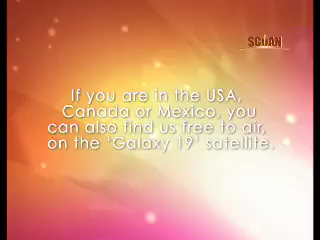 SCOAN
If you are in the USA,
Canada or Mexico, you
can also find us free to air,
on the 'Galaxy 19' satellite.